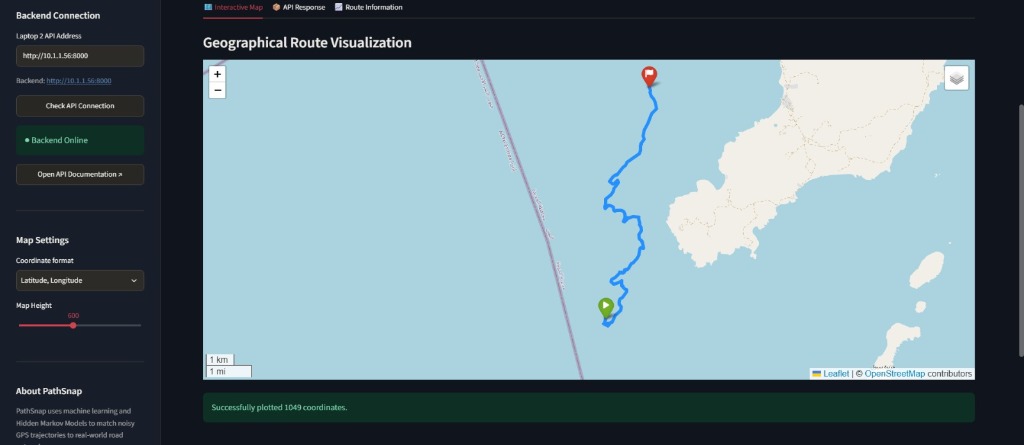 Backend Connection
Laptop 2 API Address
http://10.1.1.56:8000
Backend: http://10.1.1.56:8000
Check API Connection
Backend Online
Open API Documentation ↗
Map Settings
Coordinate format
Latitude, Longitude
Map Height
600
About PathSnap
PathSnap uses machine learning and
Hidden Markov Models to match noisy
GPS trajectories to real-world road
Interactive Map
API Response
Route Information
Geographical Route Visualization
+
−
1 km
1 mi
Leaflet | © OpenStreetMap contributors
Successfully plotted 1049 coordinates.